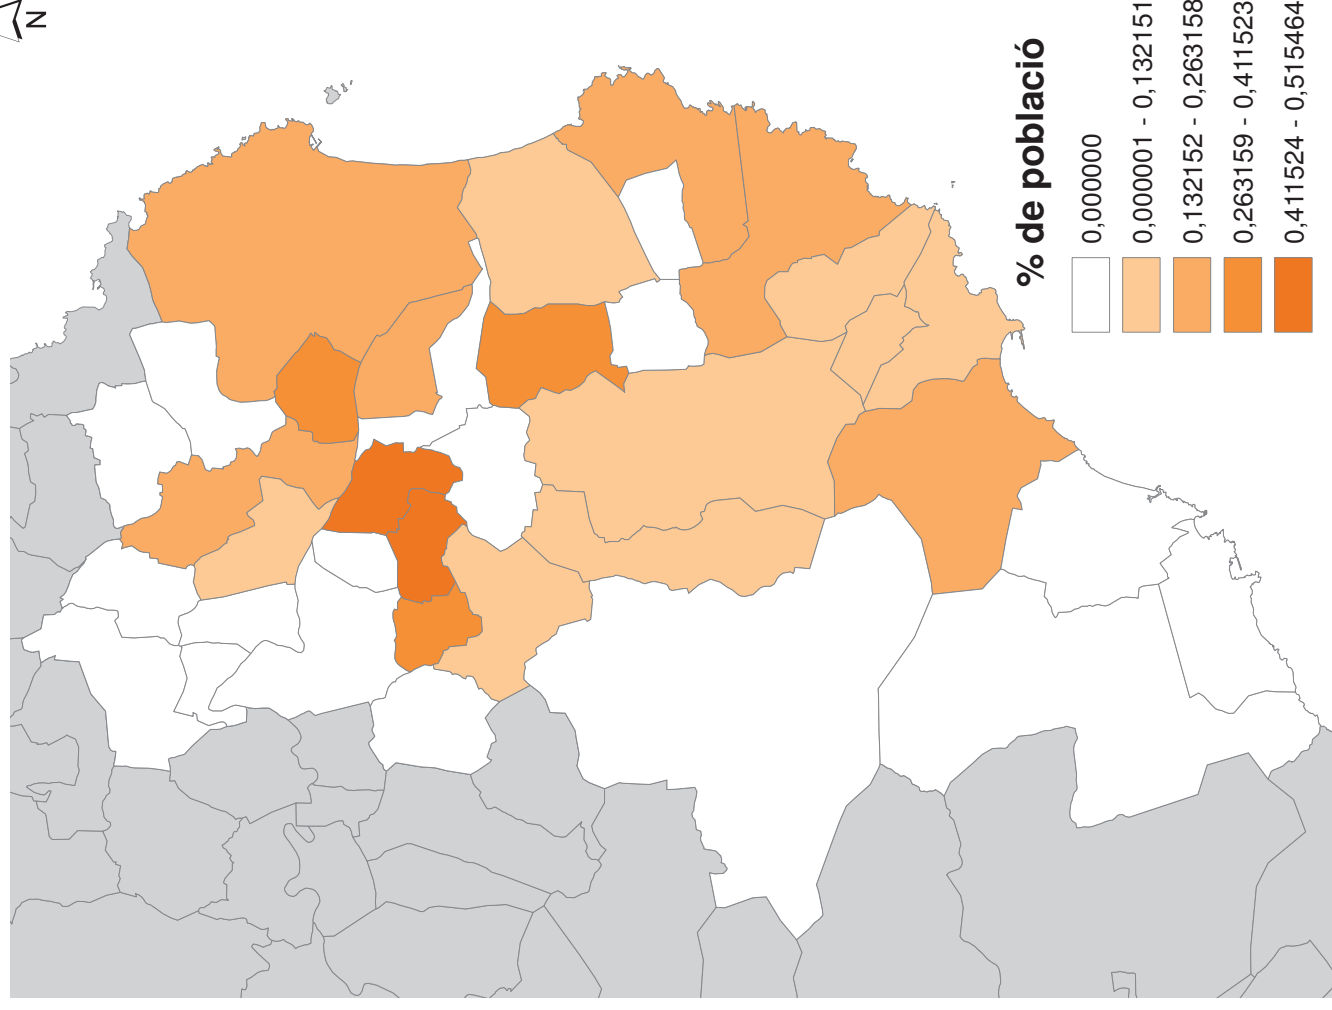 N
% de població
0,000000
0,000001 - 0,132151
0,132152 - 0,263158
0,263159 - 0,411523
0,411524 - 0,515464